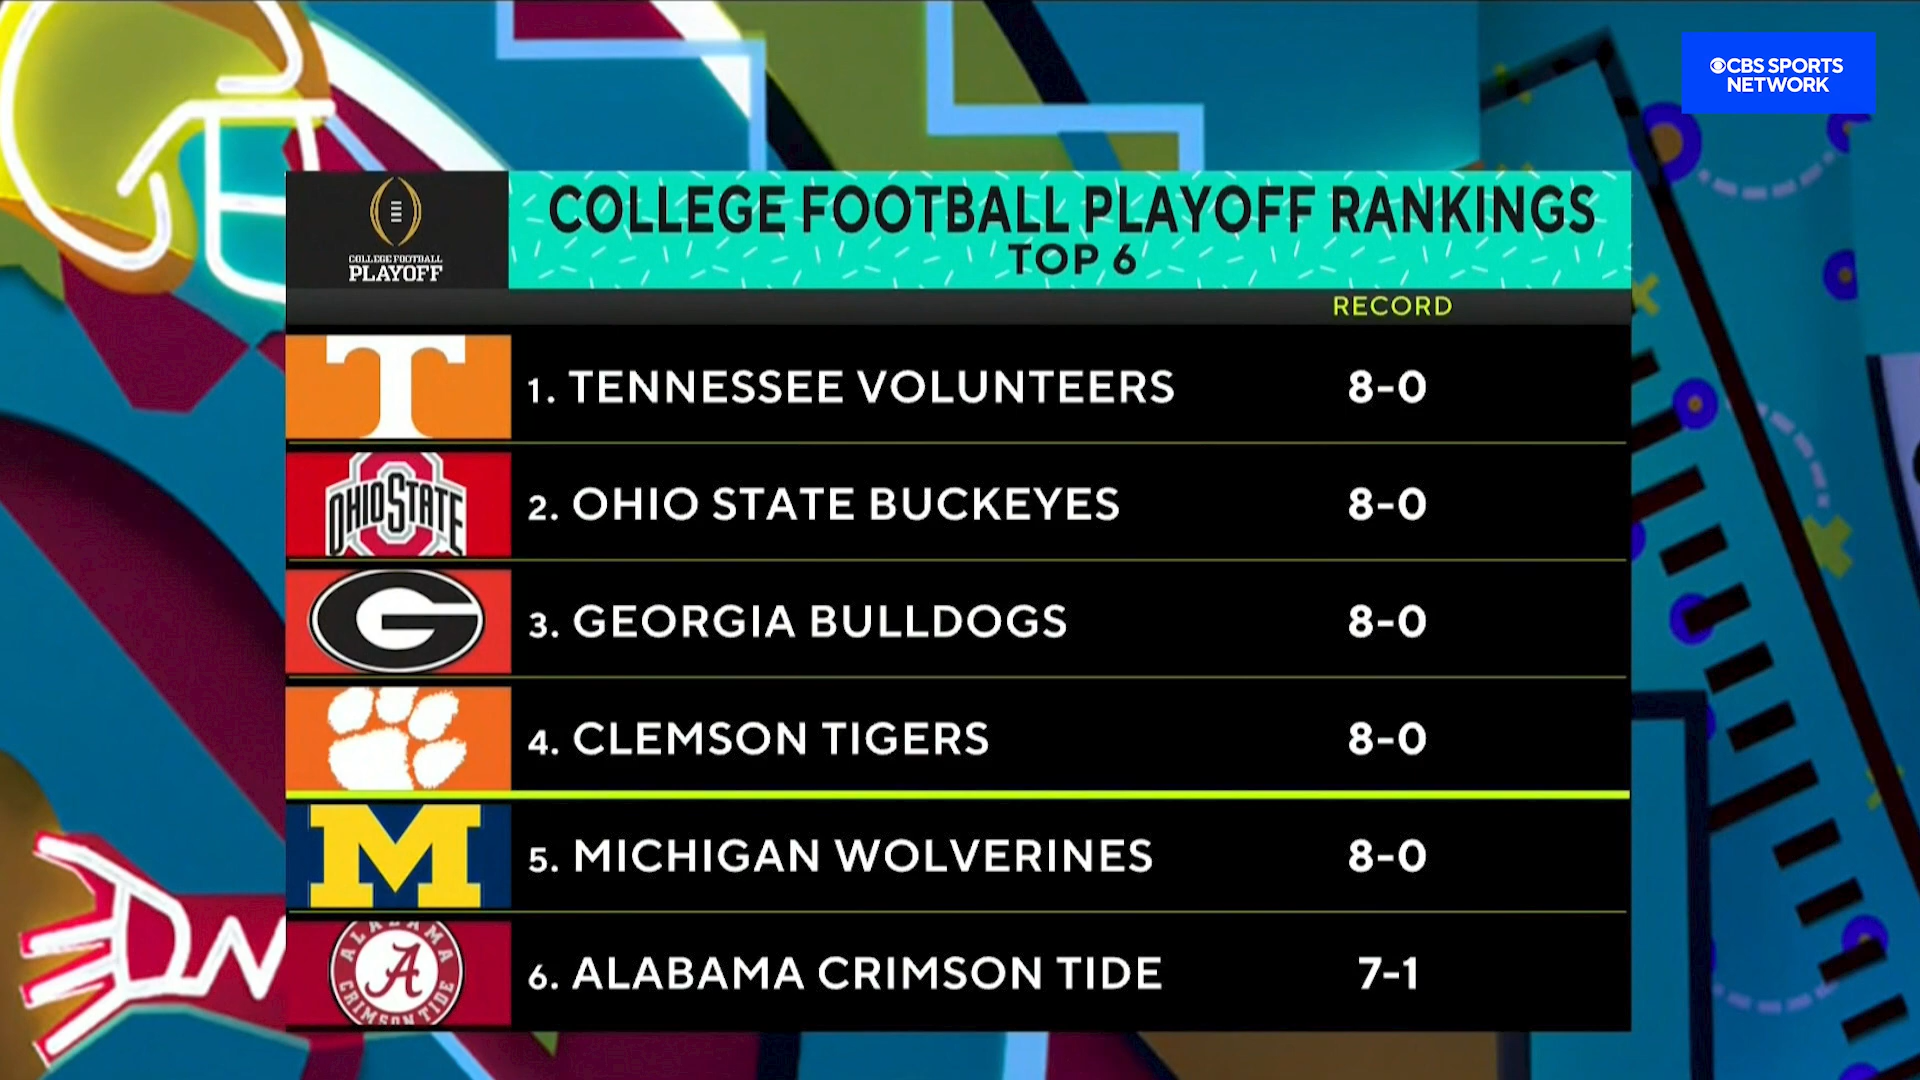 CBS SPORTS
NETWORK
COLLEGE FOOTBALL
PLAYOFF
COLLEGE FOOTBALL PLAYOFF RANKINGS
TOP 6
RECORD
T
1. TENNESSEE VOLUNTEERS 8-0
OHIO STATE
2. OHIO STATE BUCKEYES 8-0
G
3. GEORGIA BULLDOGS 8-0
4. CLEMSON TIGERS 8-0
M
5. MICHIGAN WOLVERINES 8-0
ALABAMA
A
CRIMSON TIDE
6. ALABAMA CRIMSON TIDE 7-1